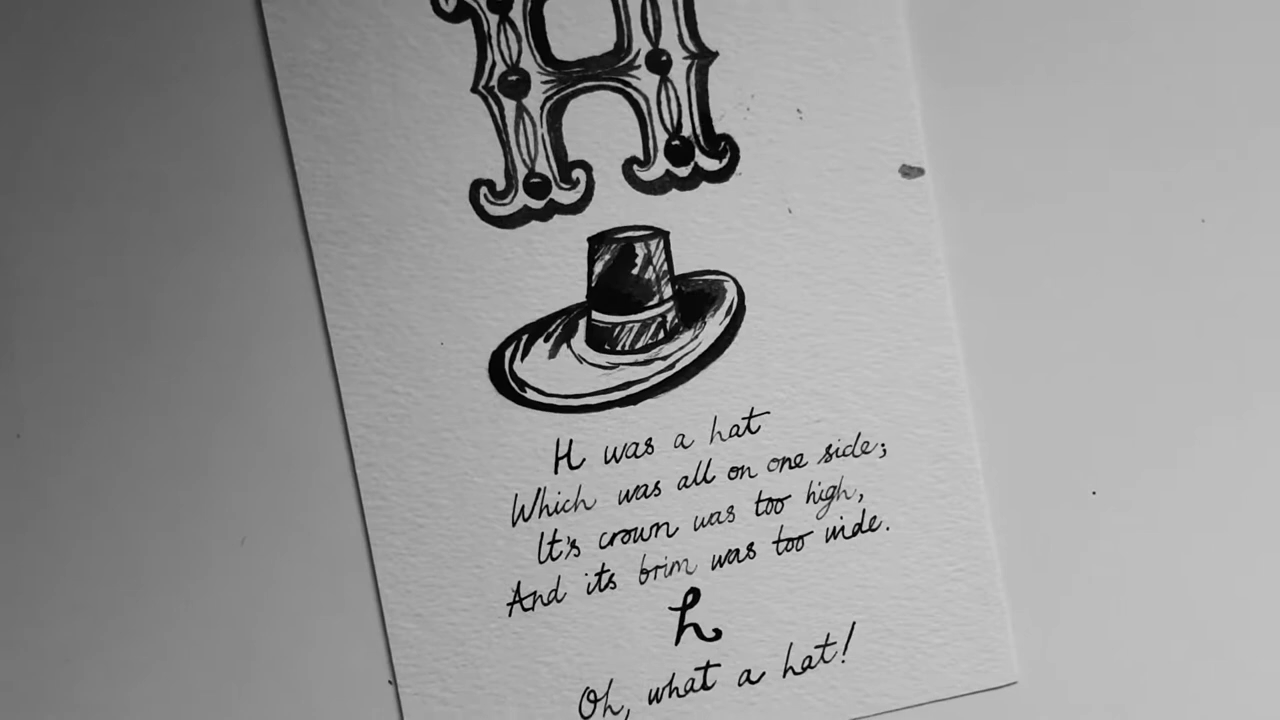 H
H was a hat
Which was all on one side;
It's crown was too high,
And its brim was too wide.
h
Oh, what a hat!